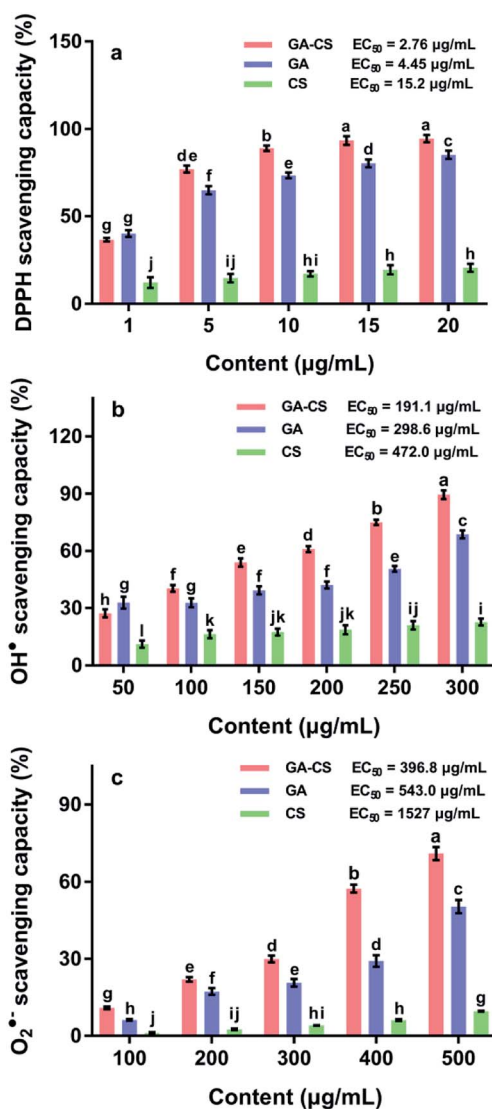 a
GA-CS EC₅₀ = 2.76 µg/mL
GA EC₅₀ = 4.45 µg/mL
CS EC₅₀ = 15.2 µg/mL
DPPH scavenging capacity (%)
150
100
50
0
g g j
de f ij
b e hi
a c h
a c h
1 5 10 15 20
Content (µg/mL)
b
GA-CS EC₅₀ = 191.1 µg/mL
GA EC₅₀ = 298.6 µg/mL
CS EC₅₀ = 472.0 µg/mL
OH• scavenging capacity (%)
120
90
60
30
0
h g l
f g k
e f jk
d f jk
b e ij
a c i
50 100 150 200 250 300
Content (µg/mL)
c
GA-CS EC₅₀ = 396.8 µg/mL
GA EC₅₀ = 543.0 µg/mL
CS EC₅₀ = 1527 µg/mL
O₂•⁻ scavenging capacity (%)
90
60
30
0
g h j
e f ij
d e hi
b d h
a c g
100 200 300 400 500
Content (µg/mL)